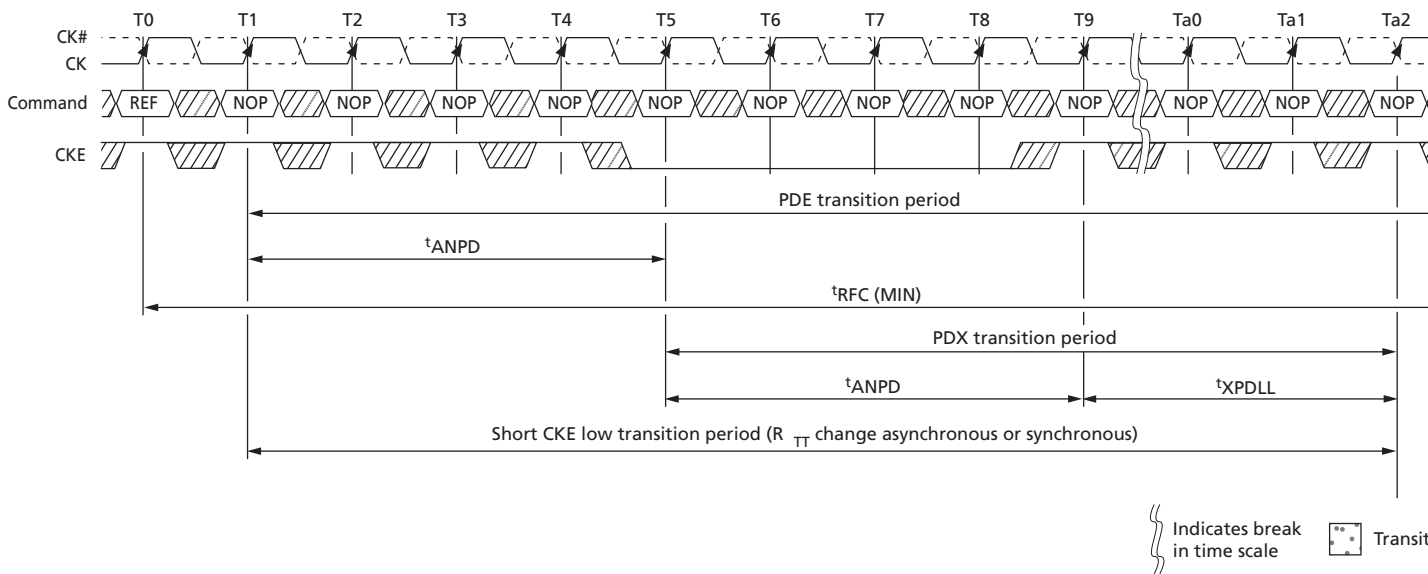 T0 T1 T2 T3 T4 T5 T6 T7 T8 T9 Ta0 Ta1 Ta2
CK#
CK
Command REF NOP NOP NOP NOP NOP NOP NOP NOP NOP NOP NOP NOP
CKE
PDE transition period
tANPD
tRFC (MIN)
PDX transition period
tANPD tXPDLL
Short CKE low transition period (R TT change asynchronous or synchronous)
Indicates break
in time scale
Transit